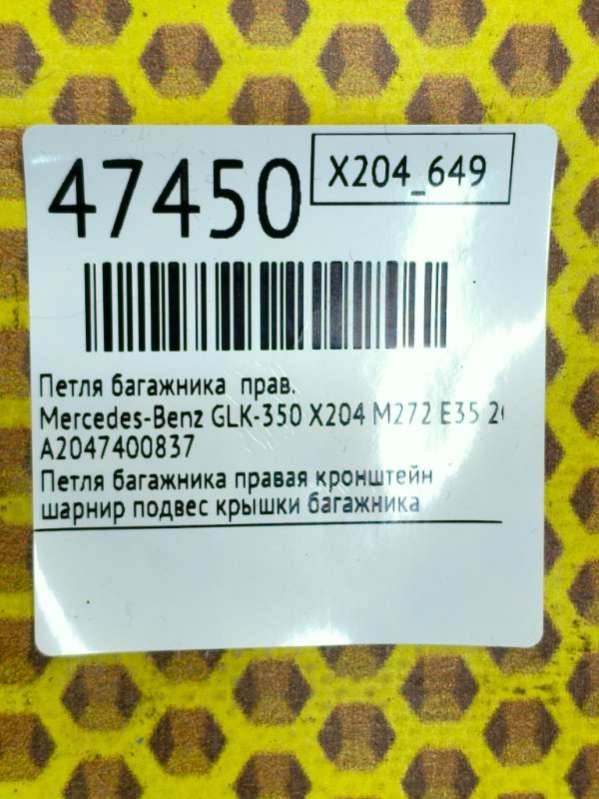 47450
X204_649
Петля багажника прав.
Mercedes-Benz GLK-350 X204 M272 E35
A2047400837
Петля багажника правая кронштейн
шарнир подвес крышки багажника